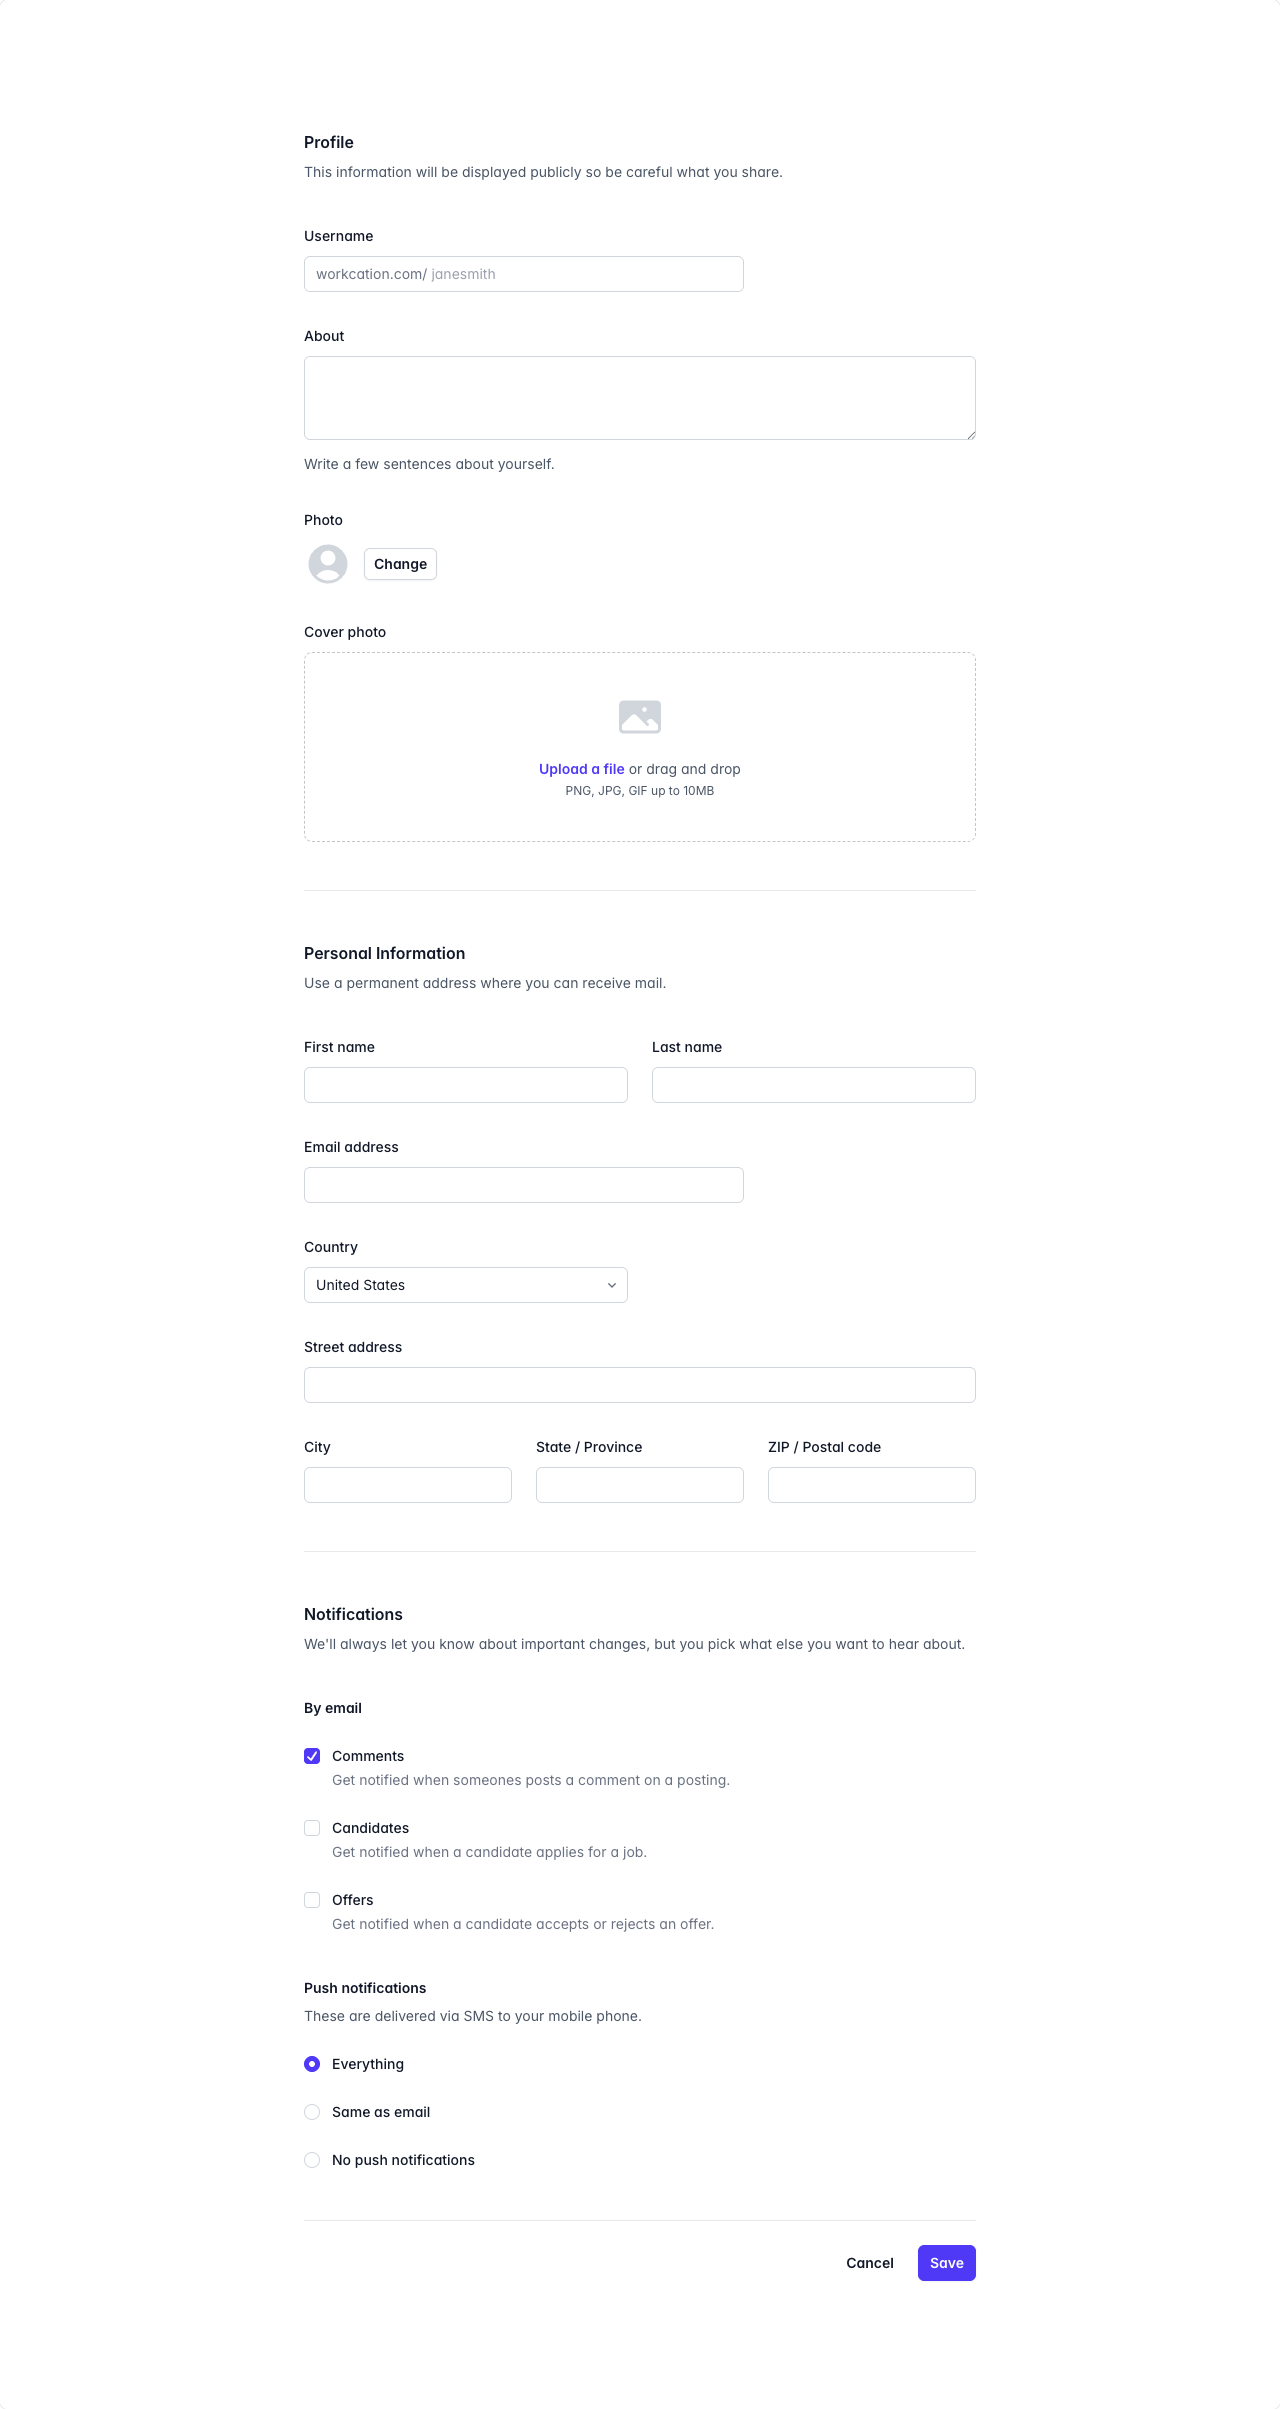 Profile
This information will be displayed publicly so be careful what you share.
Username
workcation.com/ janesmith
About
Write a few sentences about yourself.
Photo
Change
Cover photo
Upload a file or drag and drop
PNG, JPG, GIF up to 10MB
Personal Information
Use a permanent address where you can receive mail.
First name
Last name
Email address
Country
United States
Street address
City
State / Province
ZIP / Postal code
Notifications
We'll always let you know about important changes, but you pick what else you want to hear about.
By email
Comments
Get notified when someones posts a comment on a posting.
Candidates
Get notified when a candidate applies for a job.
Offers
Get notified when a candidate accepts or rejects an offer.
Push notifications
These are delivered via SMS to your mobile phone.
Everything
Same as email
No push notifications
Cancel
Save